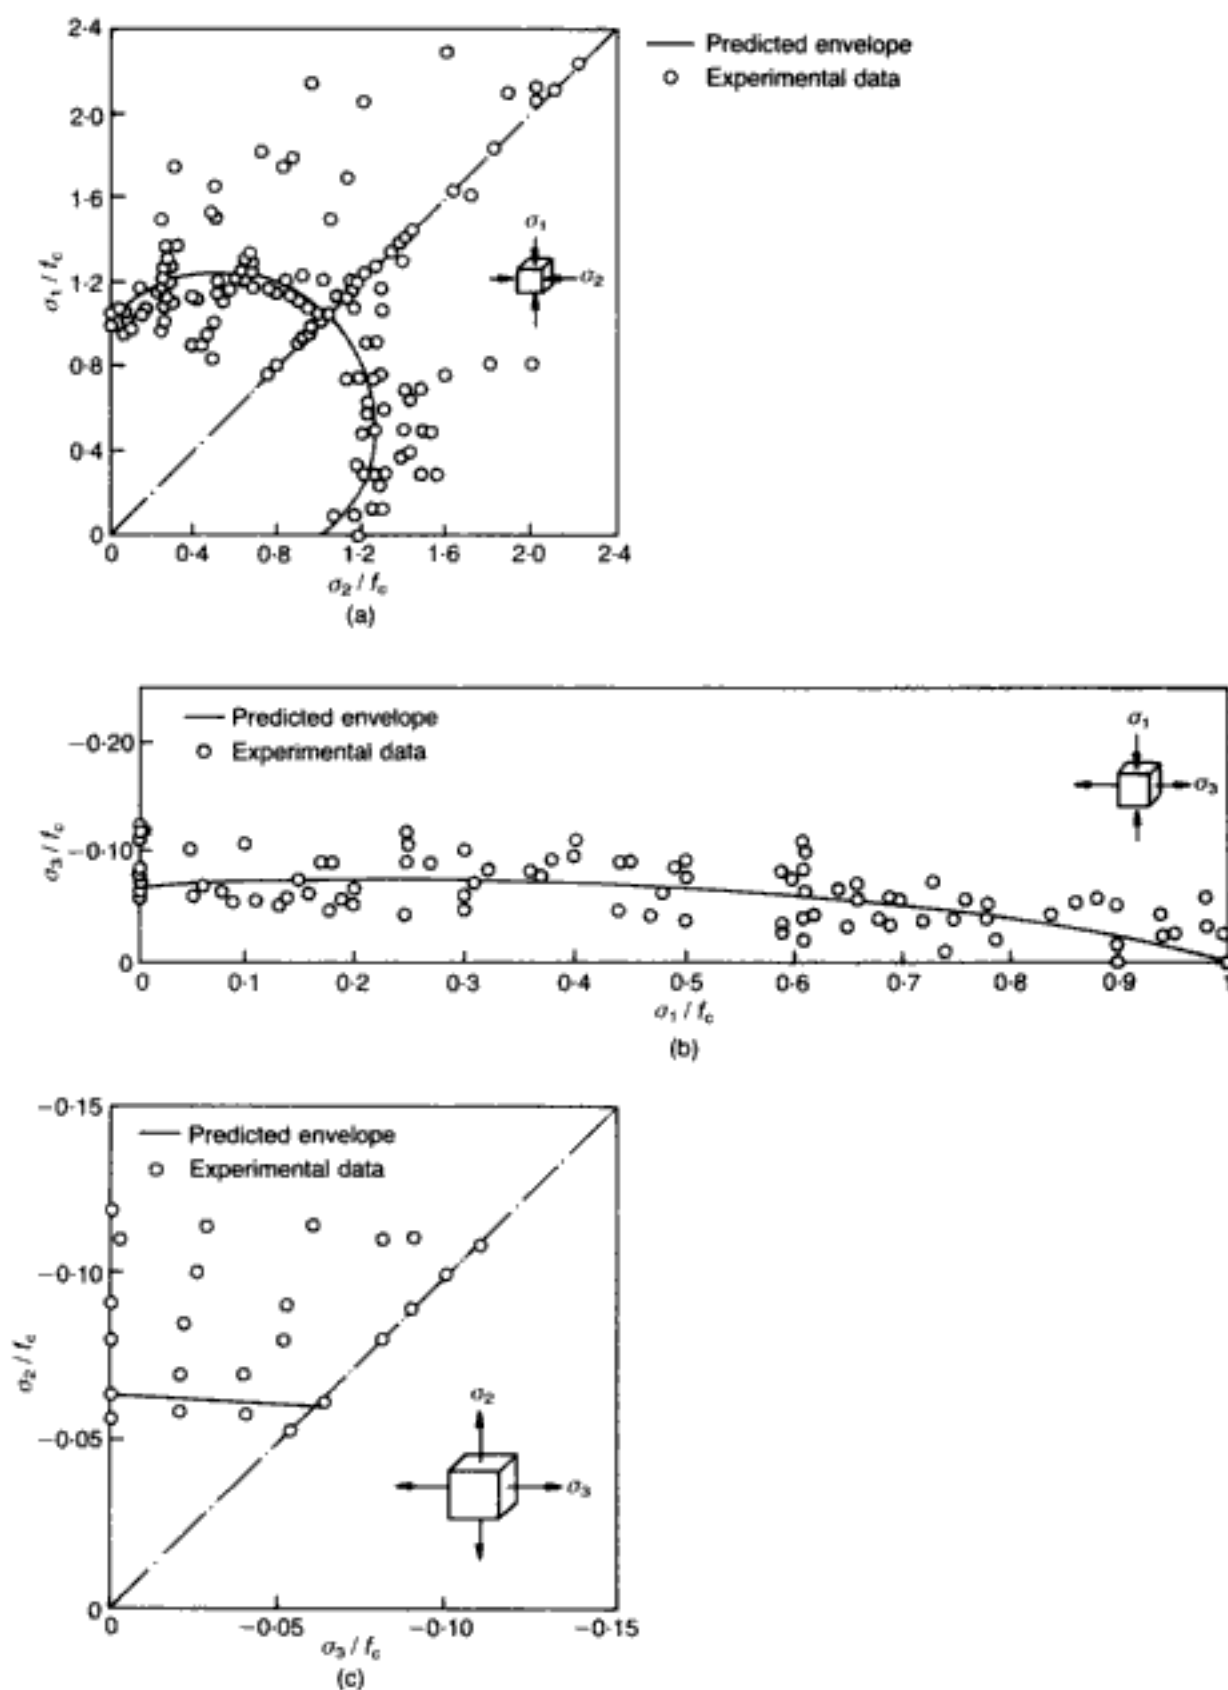 2·4
2·0
1·6
1·2
0·8
0·4
0
σ1 / fc
Predicted envelope
Experimental data
σ1
σ2
0 0·4 0·8 1·2 1·6 2·0 2·4
σ2 / fc
(a)
Predicted envelope
Experimental data
σ1
σ3
−0·20
−0·10
0
σ3 / fc
0 0·1 0·2 0·3 0·4 0·5 0·6 0·7 0·8 0·9 1
σ1 / fc
(b)
−0·15
−0·10
−0·05
0
σ2 / fc
Predicted envelope
Experimental data
σ2
σ3
0 −0·05 −0·10 −0·15
σ3 / fc
(c)